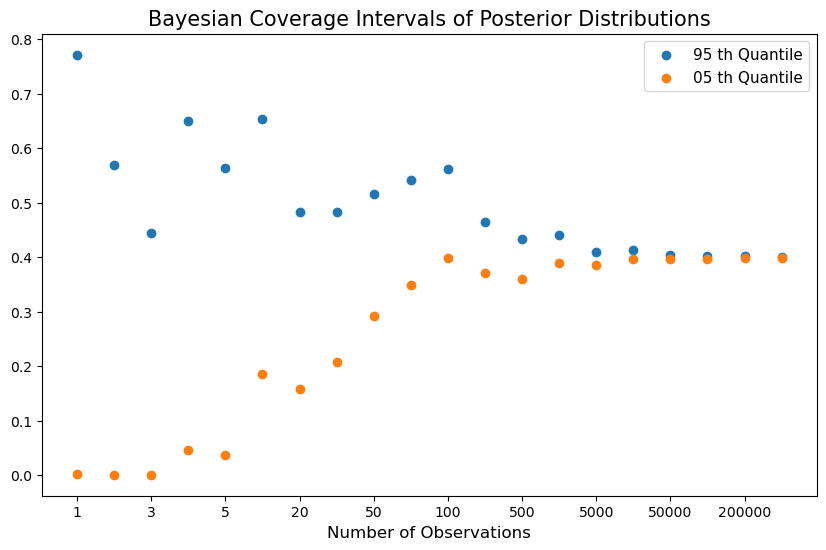 Bayesian Coverage Intervals of Posterior Distributions
95 th Quantile
05 th Quantile
0.8
0.7
0.6
0.5
0.4
0.3
0.2
0.1
0.0
1 3 5 20 50 100 500 5000 50000 200000
Number of Observations